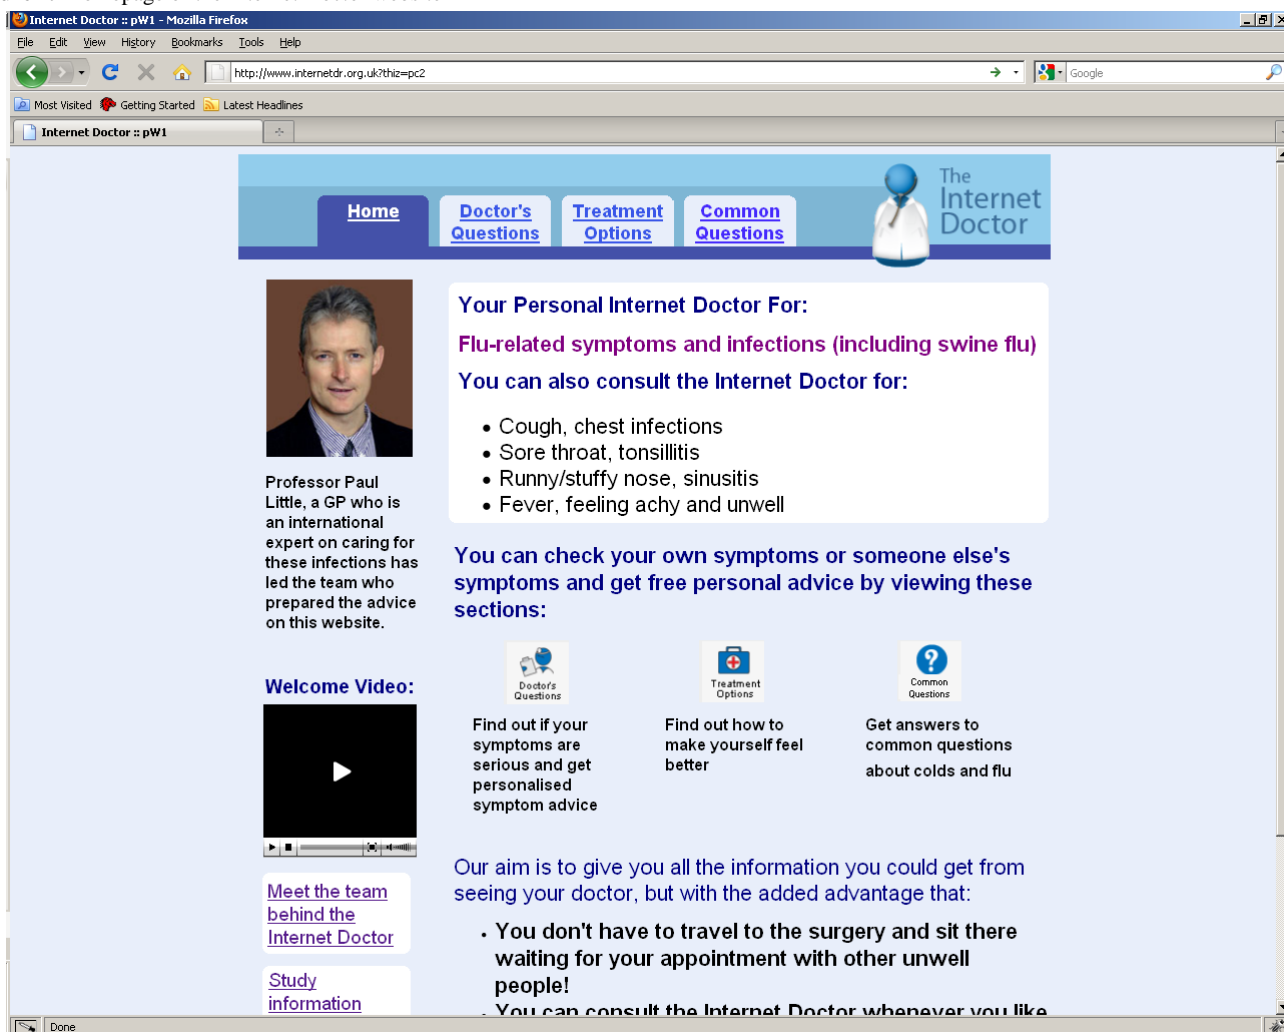 Internet Doctor :: pW1 - Mozilla Firefox
File Edit View History Bookmarks Tools Help
http://www.internetdr.org.uk?thiz=pc2
Google
Most Visited Getting Started Latest Headlines
Internet Doctor :: pW1
Home
Doctor's
Questions
Treatment
Options
Common
Questions
The
Internet
Doctor
Your Personal Internet Doctor For:
Flu-related symptoms and infections (including swine flu)
You can also consult the Internet Doctor for:
• Cough, chest infections
• Sore throat, tonsillitis
• Runny/stuffy nose, sinusitis
• Fever, feeling achy and unwell
Professor Paul
Little, a GP who is
an international
expert on caring for
these infections has
led the team who
prepared the advice
on this website.
Welcome Video:
Meet the team
behind the
Internet Doctor
Study
information
You can check your own symptoms or someone else's
symptoms and get free personal advice by viewing these
sections:
Doctor's
Questions
Find out if your
symptoms are
serious and get
personalised
symptom advice
Treatment
Options
Find out how to
make yourself feel
better
Common
Questions
Get answers to
common questions
about colds and flu
Our aim is to give you all the information you could get from
seeing your doctor, but with the added advantage that:
• You don't have to travel to the surgery and sit there
waiting for your appointment with other unwell
people!
• You can consult the Internet Doctor whenever you like
Done